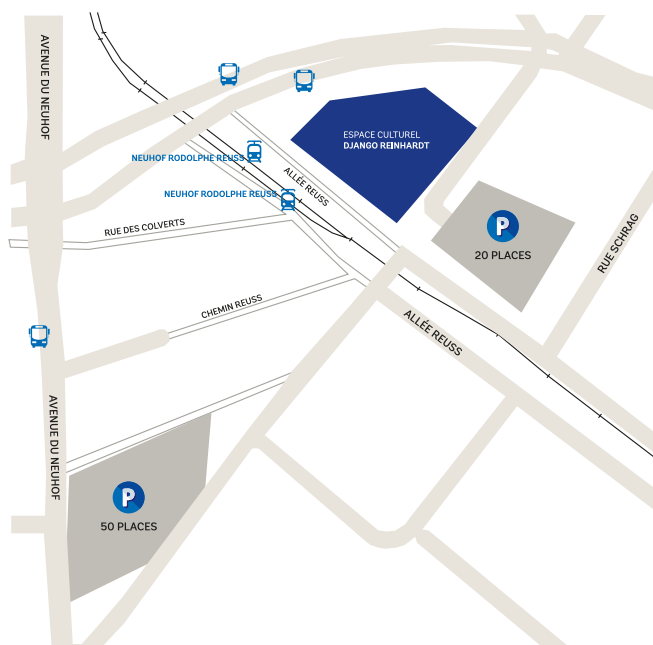 AVENUE DU NEUHOF
ESPACE CULTUREL
DJANGO REINHARDT
NEUHOF RODOLPHE REUSS
ALLÉE REUSS
NEUHOF RODOLPHE REUSS
RUE DES COLVERTS
P
20 PLACES
RUE SCHRAG
CHEMIN REUSS
ALLÉE REUSS
AVENUE DU NEUHOF
P
50 PLACES